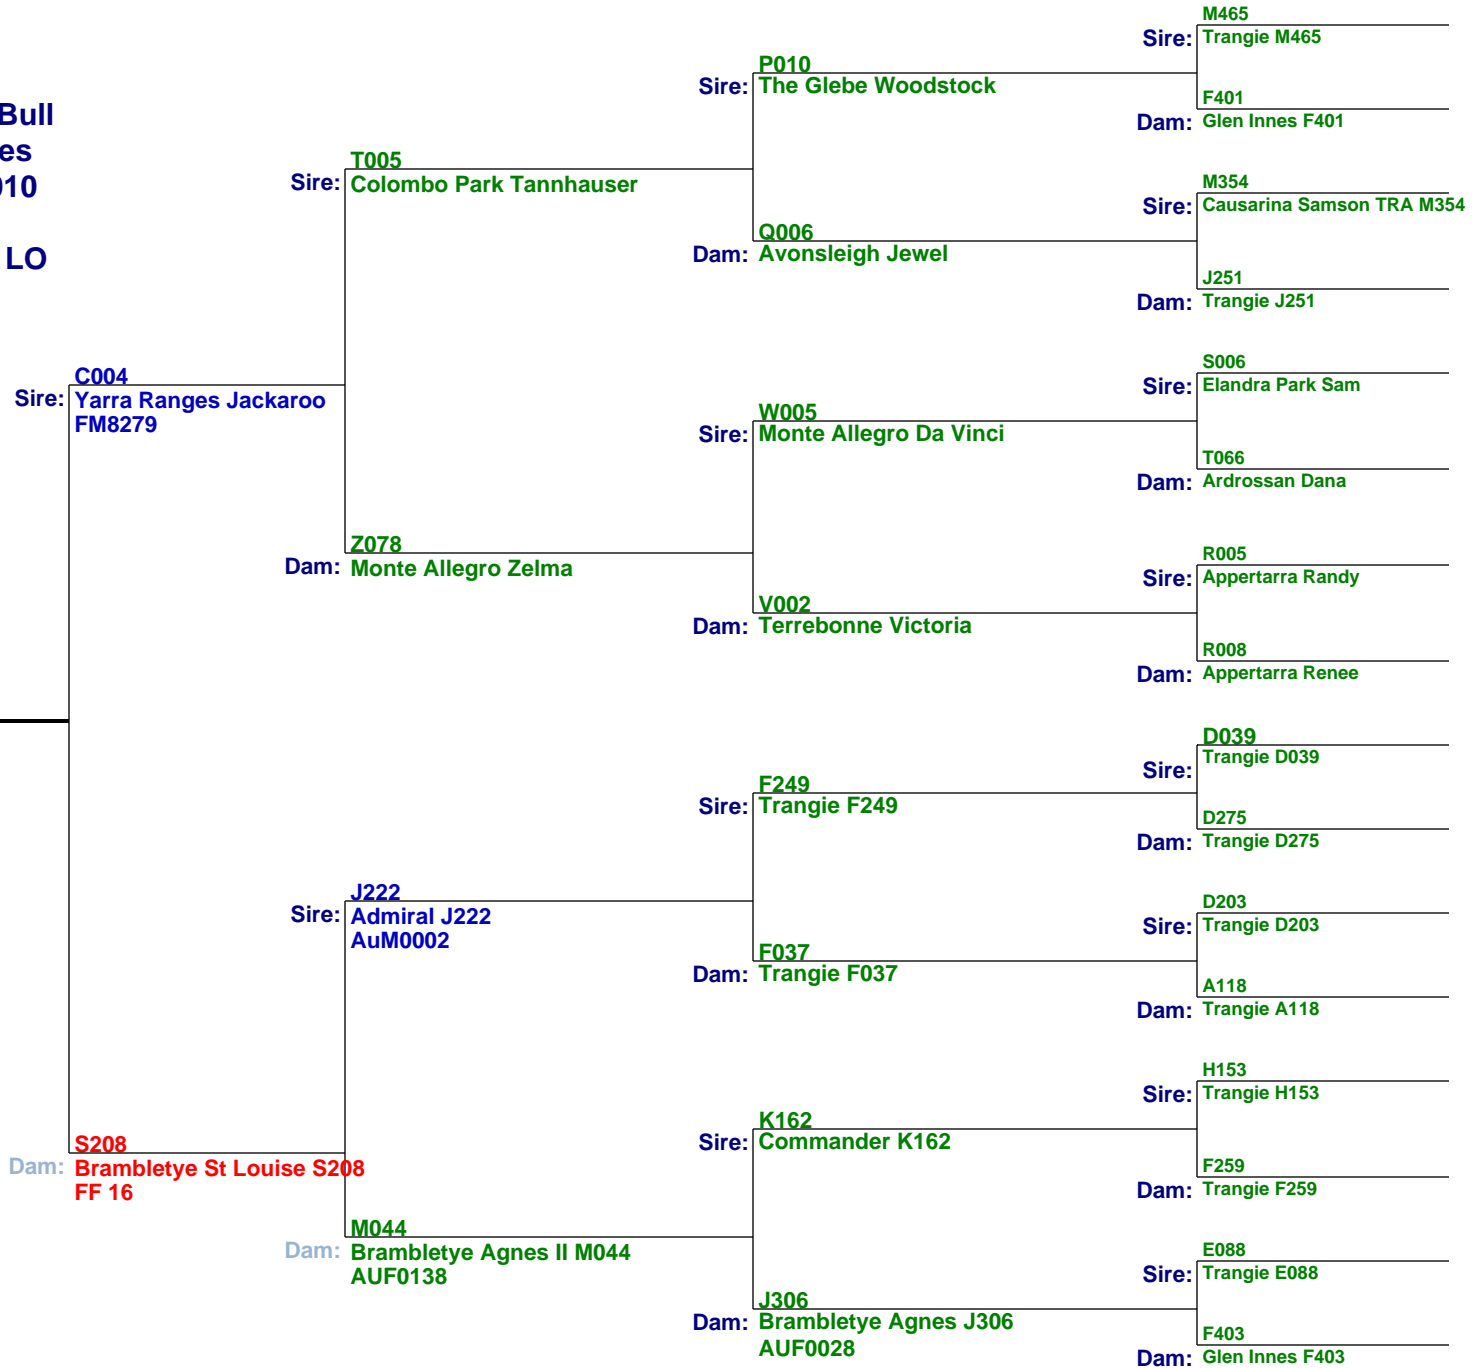 Bull
es
010
LO
Sire:
C004
Yarra Ranges Jackaroo
FM8279
Dam:
S208
Brambletye St Louise S208
FF 16
Sire:
T005
Colombo Park Tannhauser
Dam:
Z078
Monte Allegro Zelma
Sire:
J222
Admiral J222
AuM0002
Dam:
M044
Brambletye Agnes II M044
AUF0138
Sire:
P010
The Glebe Woodstock
Dam:
Q006
Avonsleigh Jewel
Sire:
W005
Monte Allegro Da Vinci
Dam:
V002
Terrebonne Victoria
Sire:
F249
Trangie F249
Dam:
F037
Trangie F037
Sire:
K162
Commander K162
Dam:
J306
Brambletye Agnes J306
AUF0028
Sire:
M465
Trangie M465
Dam:
F401
Glen Innes F401
Sire:
M354
Causarina Samson TRA M354
Dam:
J251
Trangie J251
Sire:
S006
Elandra Park Sam
Dam:
T066
Ardrossan Dana
Sire:
R005
Appertarra Randy
Dam:
R008
Appertarra Renee
Sire:
D039
Trangie D039
Dam:
D275
Trangie D275
Sire:
D203
Trangie D203
Dam:
A118
Trangie A118
Sire:
H153
Trangie H153
Dam:
F259
Trangie F259
Sire:
E088
Trangie E088
Dam:
F403
Glen Innes F403